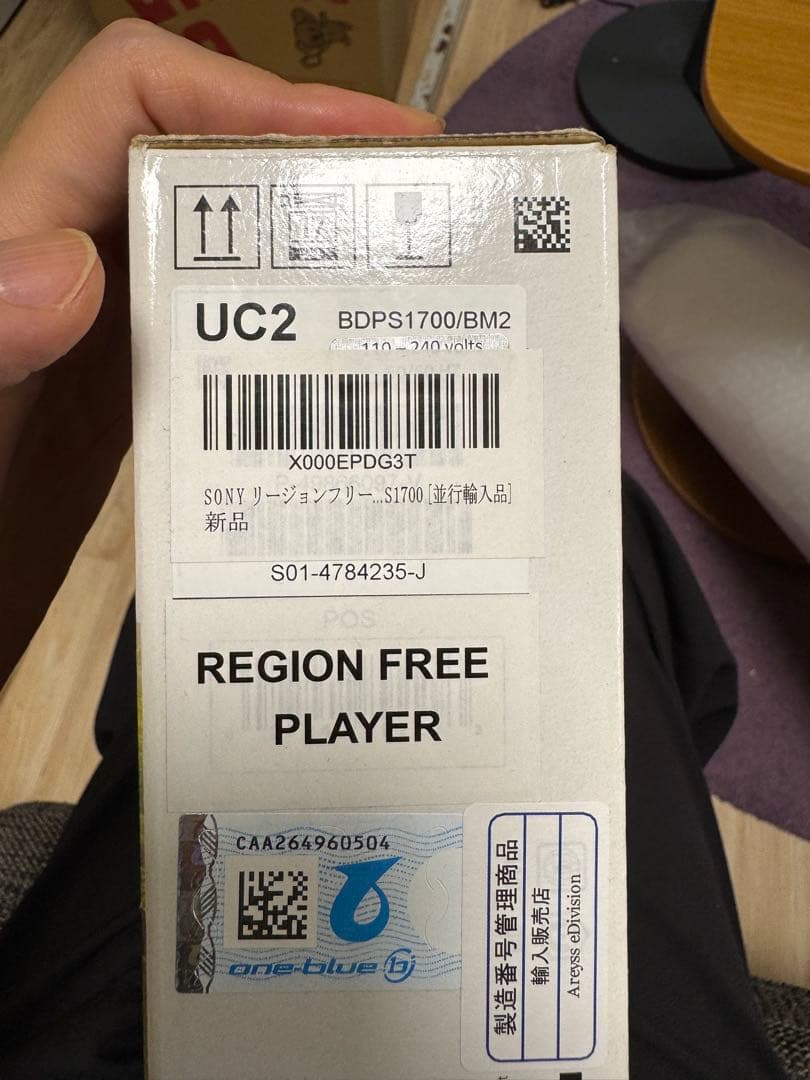 UC2
BDPS1700/BM2
110 – 240 volts
X000EPDG3T
SONY リージョンフリー...S1700 [並行輸入品]
新品
S01-4784235-J
POS
REGION FREE
PLAYER
CAA264960504
one-blue
製造番号管理商品
輸入販売店
Areyss eDivision